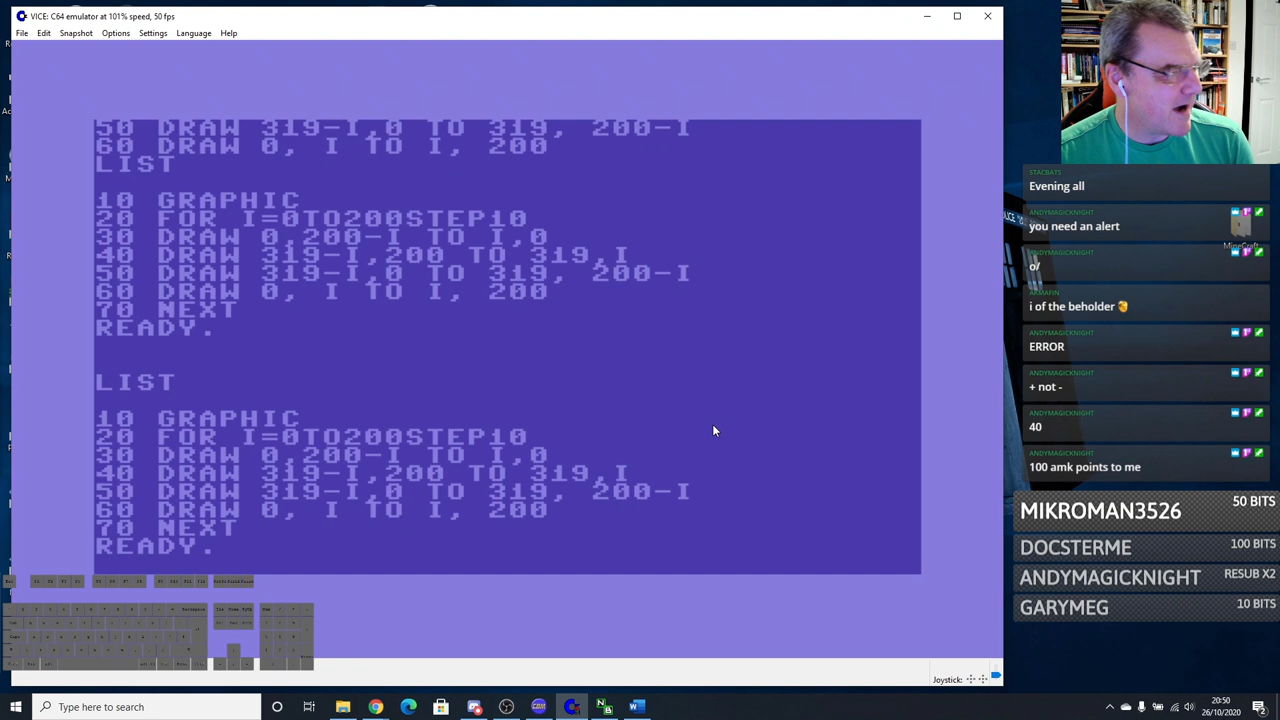 VICE: C64 emulator at 101% speed, 50 fps
File Edit Snapshot Options Settings Language Help
50 DRAW 319-I,0 TO 319, 200-I
60 DRAW 0, I TO I, 200
LIST
10 GRAPHIC
20 FOR I=0TO200STEP10
30 DRAW 0,200-I TO I,0
40 DRAW 319-I,200 TO 319,I
50 DRAW 319-I,0 TO 319, 200-I
60 DRAW 0, I TO I, 200
70 NEXT
READY.
LIST
10 GRAPHIC
20 FOR I=0TO200STEP10
30 DRAW 0,200-I TO I,0
40 DRAW 319-I,200 TO 319,I
50 DRAW 319-I,0 TO 319, 200-I
60 DRAW 0, I TO I, 200
70 NEXT
READY.
Joystick:
STACBATS
Evening all
ANDYMAGICKNIGHT
you need an alert
MineCraft
ANDYMAGICKNIGHT
o/
AKMAFIN
i of the beholder
ANDYMAGICKNIGHT
ERROR
ANDYMAGICKNIGHT
+ not -
ANDYMAGICKNIGHT
40
ANDYMAGICKNIGHT
100 amk points to me
MIKROMAN3526 50 BITS
DOCSTERME 100 BITS
ANDYMAGICKNIGHT RESUB X2
GARYMEG 10 BITS
Type here to search
20:50
26/10/2020